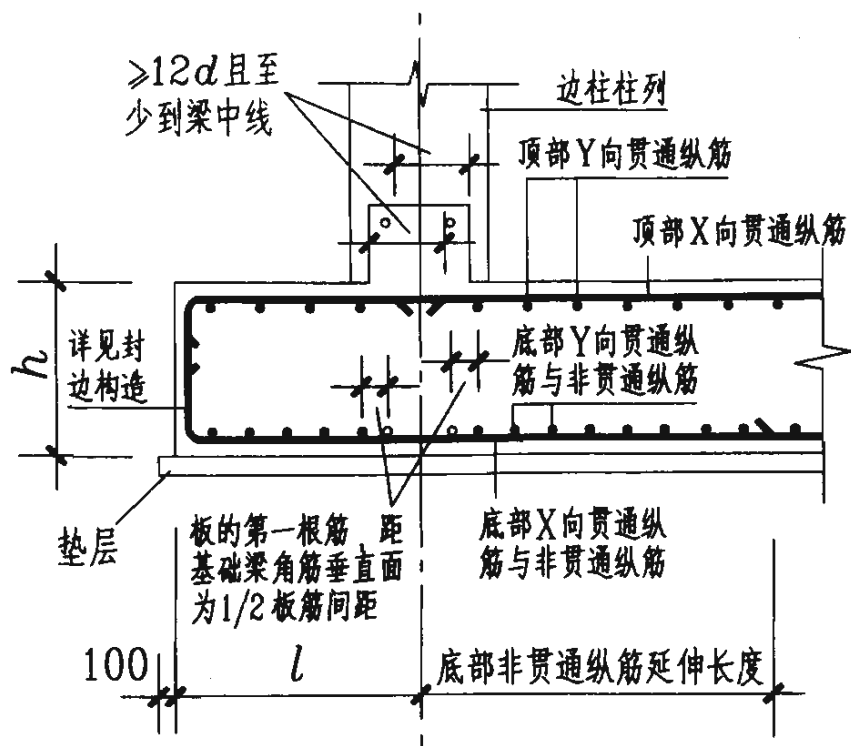 ≥12d且至
少到梁中线
边柱柱列
顶部Y向贯通纵筋
顶部X向贯通纵筋
详见封
边构造
h
底部Y向贯通纵
筋与非贯通纵筋
垫层
板的第一根筋 距
基础梁角筋垂直面
为1/2板筋间距
底部X向贯通纵
筋与非贯通纵筋
100
l
底部非贯通纵筋延伸长度